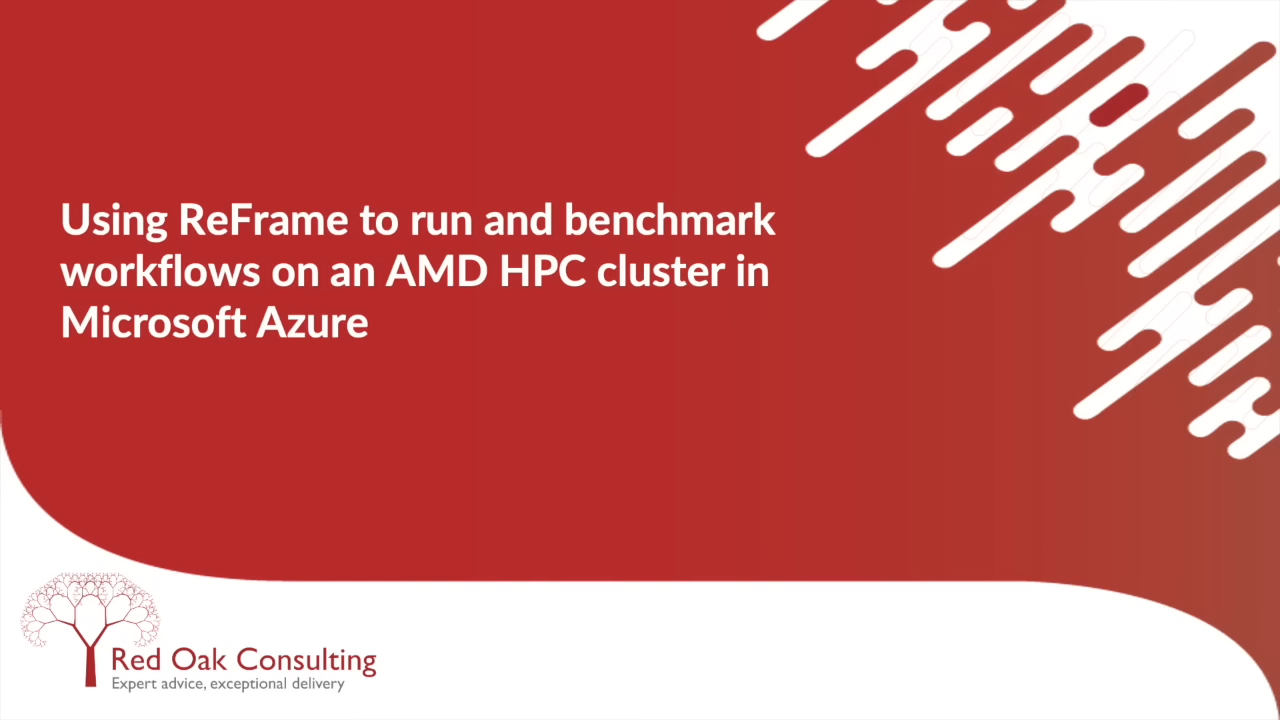 Using ReFrame to run and benchmark
workflows on an AMD HPC cluster in
Microsoft Azure
Red Oak Consulting
Expert advice, exceptional delivery